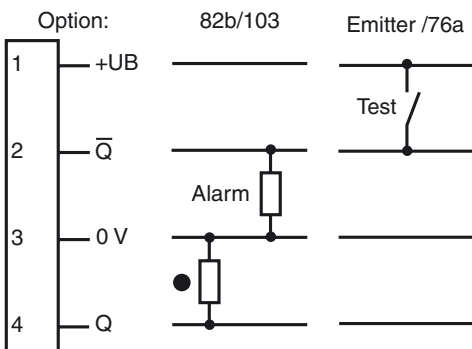 Option: 82b/103 Emitter /76a
1 +UB
Test
2 Q̅
Alarm
3 0 V
4 Q